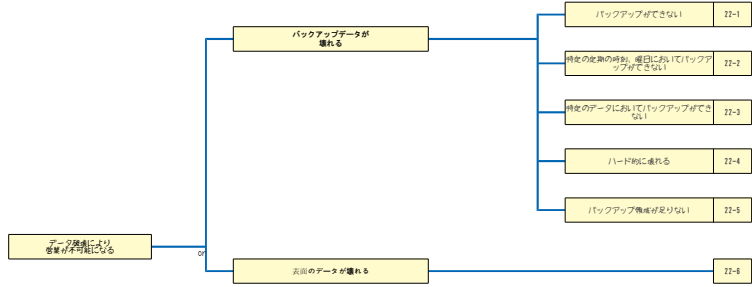 バックアップができない
22-1
バックアップデータが
壊れる
特定の定期の時刻、曜日においてバックア
ップができない
22-2
特定のデータにおいてバックアップができ
ない
22-3
ハード的に壊れる
22-4
バックアップ領域が足りない
22-5
データ破壊により
営業が不可能になる
or
表面のデータが壊れる
22-6